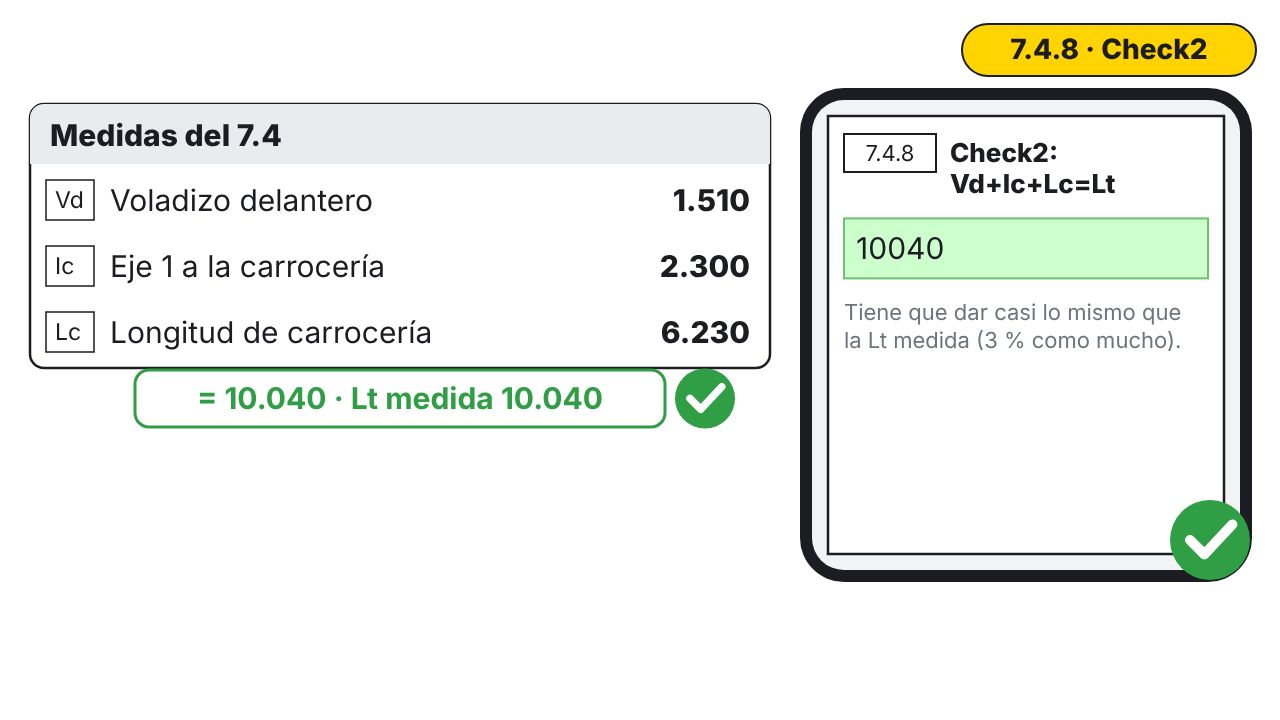 7.4.8 · Check2
Medidas del 7.4
Vd Voladizo delantero 1.510
Ic Eje 1 a la carrocería 2.300
Lc Longitud de carrocería 6.230
= 10.040 · Lt medida 10.040
7.4.8 Check2:
Vd+Ic+Lc=Lt
10040
Tiene que dar casi lo mismo que
la Lt medida (3 % como mucho).